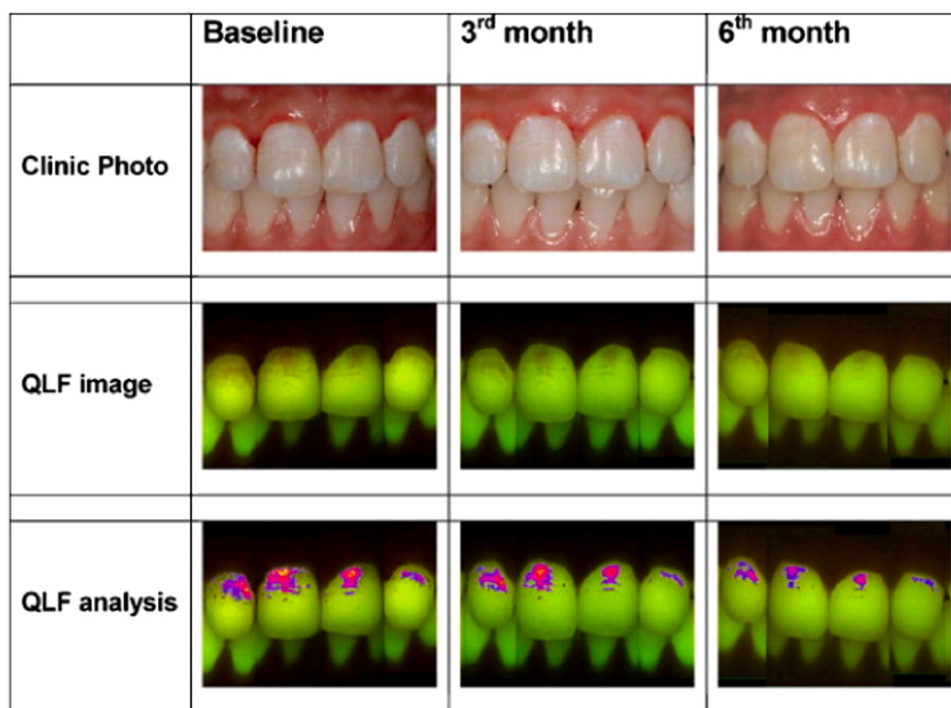 Baseline
3rd month
6th month
Clinic Photo
QLF image
QLF analysis